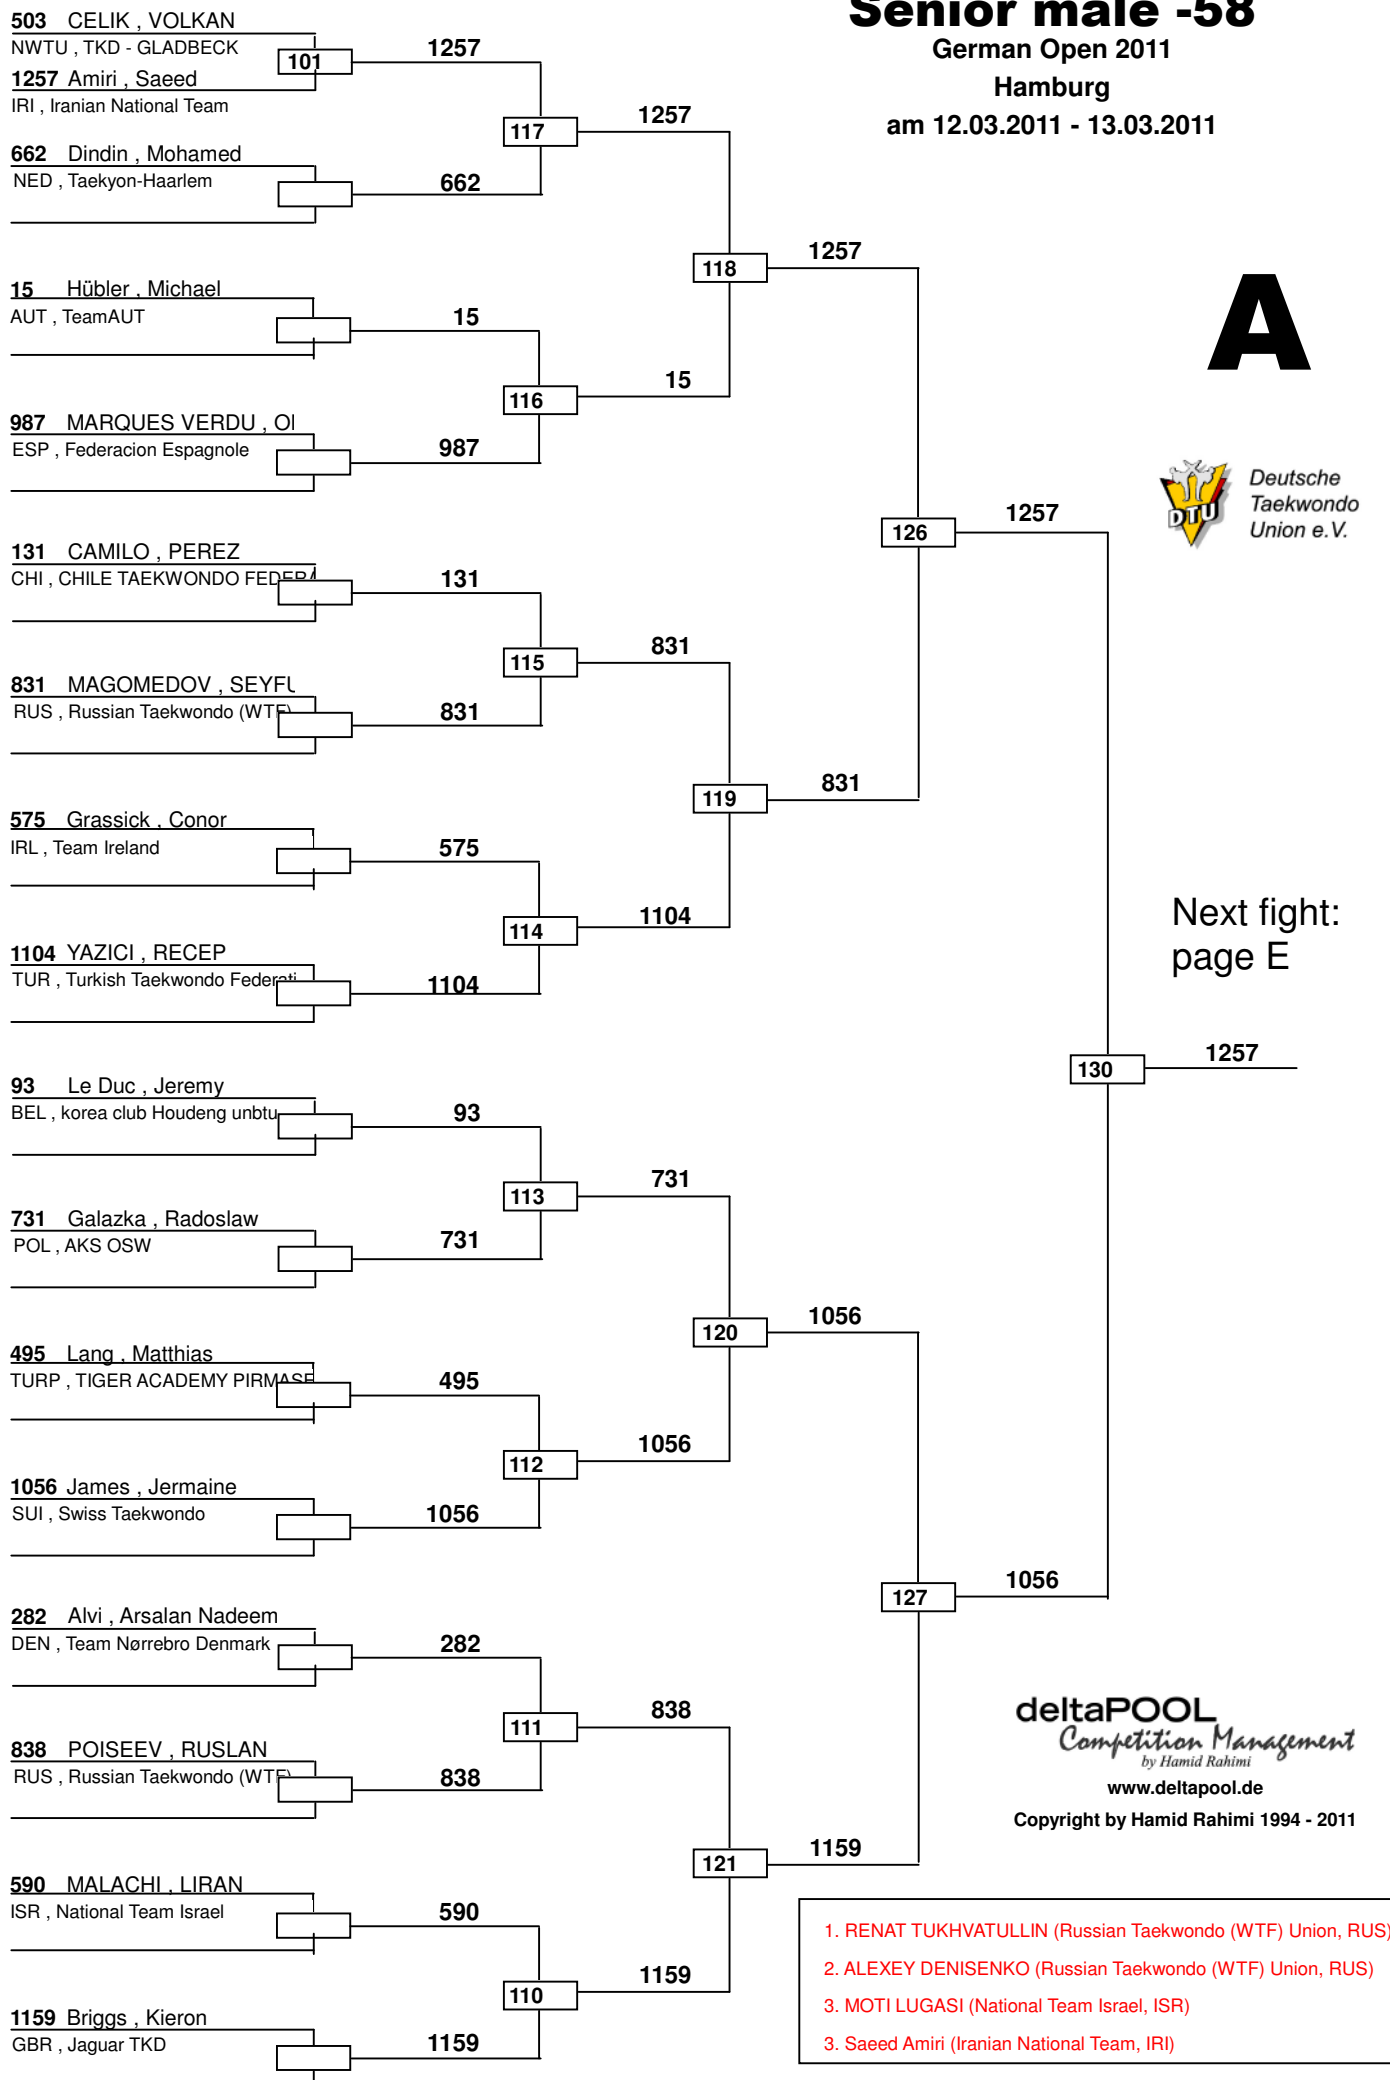 Senior male -58
German Open 2011
Hamburg
am 12.03.2011 - 13.03.2011
A
DTU
Deutsche
Taekwondo
Union e.V.
503 CELIK , VOLKAN
NWTU , TKD - GLADBECK
101
1257
1257 Amiri , Saeed
IRI , Iranian National Team
117
1257
662 Dindin , Mohamed
NED , Taekyon-Haarlem
662
118
1257
15 Hübler , Michael
AUT , TeamAUT
15
116
15
987 MARQUES VERDU , Ol
ESP , Federacion Espagnole
987
126
1257
131 CAMILO , PEREZ
CHI , CHILE TAEKWONDO FEDERA
131
115
831
831 MAGOMEDOV , SEYFU
RUS , Russian Taekwondo (WTF)
831
119
831
575 Grassick , Conor
IRL , Team Ireland
575
114
1104
1104 YAZICI , RECEP
TUR , Turkish Taekwondo Federati
1104
Next fight:
page E
130
1257
93 Le Duc , Jeremy
BEL , korea club Houdeng unbtu
93
113
731
731 Galazka , Radoslaw
POL , AKS OSW
731
120
1056
495 Lang , Matthias
TURP , TIGER ACADEMY PIRMASE
495
112
1056
1056 James , Jermaine
SUI , Swiss Taekwondo
1056
127
1056
282 Alvi , Arsalan Nadeem
DEN , Team Nørrebro Denmark
282
111
838
838 POISEEV , RUSLAN
RUS , Russian Taekwondo (WTF)
838
121
1159
590 MALACHI , LIRAN
ISR , National Team Israel
590
110
1159
1159 Briggs , Kieron
GBR , Jaguar TKD
1159
deltaPOOL
Competition Management
by Hamid Rahimi
www.deltapool.de
Copyright by Hamid Rahimi 1994 - 2011
1. RENAT TUKHVATULLIN (Russian Taekwondo (WTF) Union, RUS)
2. ALEXEY DENISENKO (Russian Taekwondo (WTF) Union, RUS)
3. MOTI LUGASI (National Team Israel, ISR)
3. Saeed Amiri (Iranian National Team, IRI)